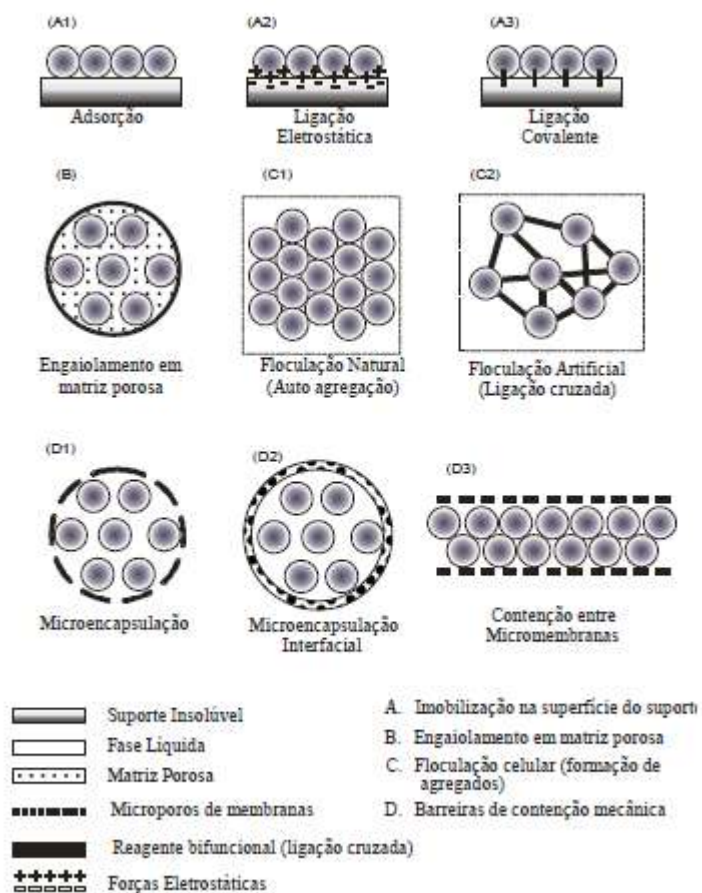 (A1)
(A2)
(A3)
Adsorção
Ligação
Eletrostática
Ligação
Covalente
(B)
(C1)
(C2)
Engaiolamento em
matriz porosa
Floculação Natural
(Auto agregação)
Floculação Artificial
(Ligação cruzada)
(D1)
(D2)
(D3)
Microencapsulação
Microencapsulação
Interfacial
Contenção entre
Micromembranas
Suporte Insolúvel
Fase Liquida
Matriz Porosa
Microporos de membranas
Reagente bifuncional (ligação cruzada)
Forças Eletrostáticas
A. Imobilização na superfície do suport
B. Engaiolamento em matriz porosa
C. Floculação celular (formação de
agregados)
D. Barreiras de contenção mecânica